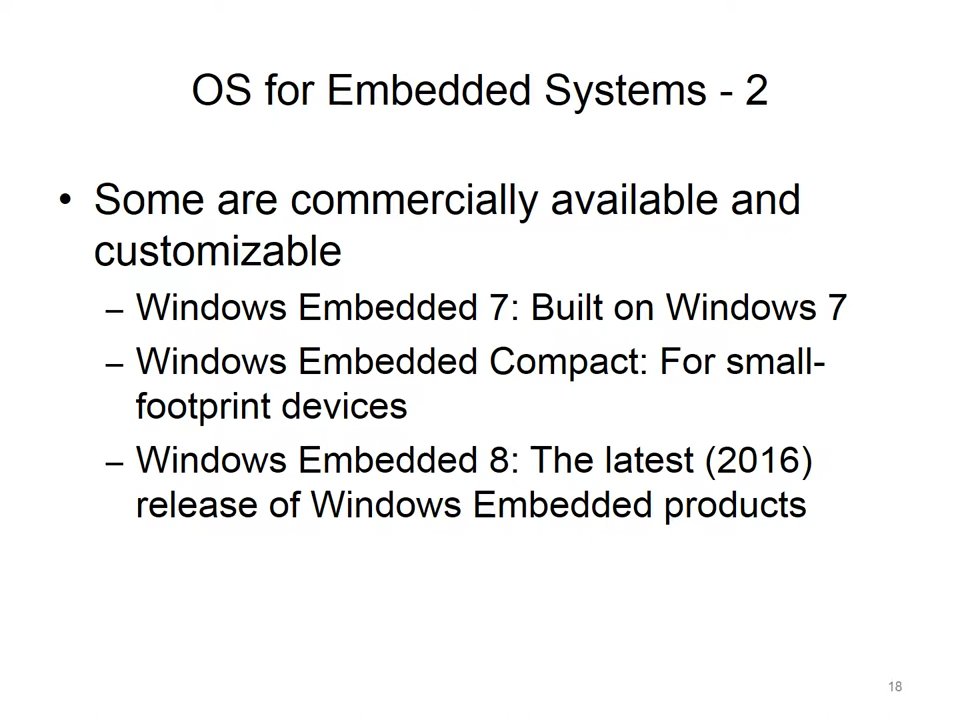 OS for Embedded Systems - 2
• Some are commercially available and
customizable
– Windows Embedded 7: Built on Windows 7
– Windows Embedded Compact: For small-
footprint devices
– Windows Embedded 8: The latest (2016)
release of Windows Embedded products
18